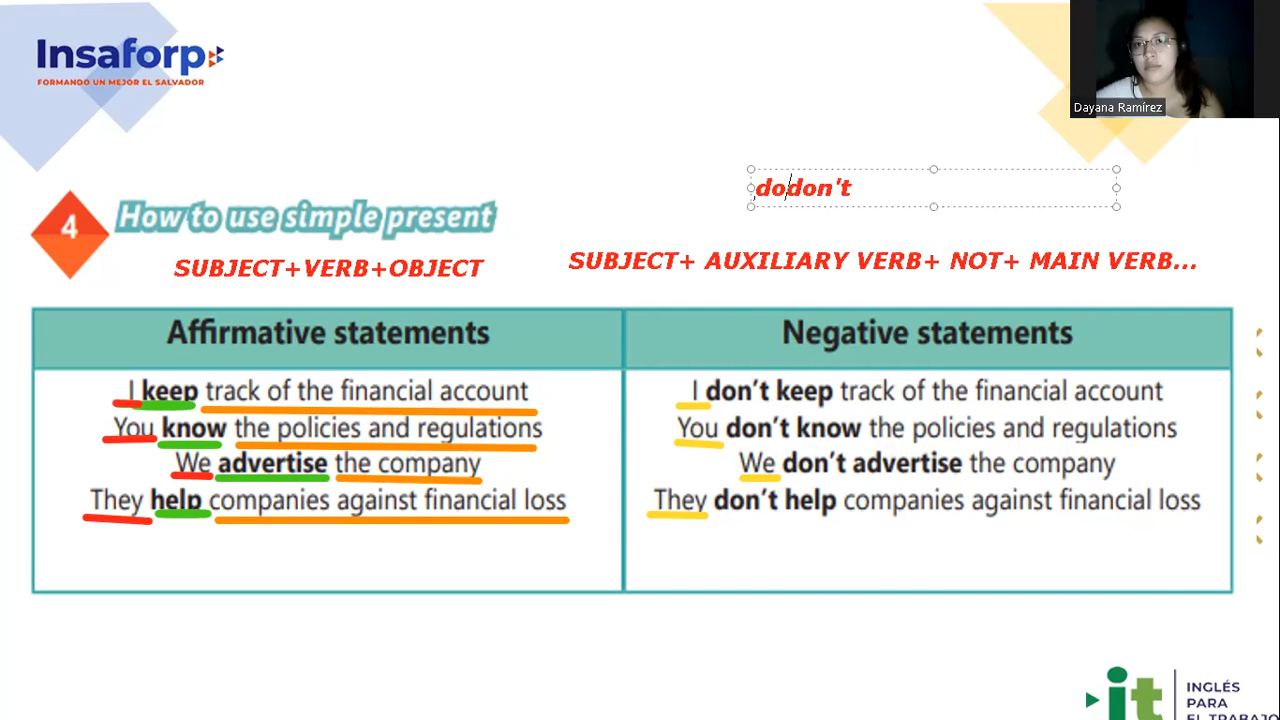 Insaforp
FORMANDO UN MEJOR EL SALVADOR
Dayana Ramírez
dodon't
4
How to use simple present
SUBJECT+VERB+OBJECT
SUBJECT+ AUXILIARY VERB+ NOT+ MAIN VERB...
Affirmative statements
I keep track of the financial account
You know the policies and regulations
We advertise the company
They help companies against financial loss
Negative statements
I don't keep track of the financial account
You don't know the policies and regulations
We don't advertise the company
They don't help companies against financial loss
it
INGLÉS
PARA
EL TRABAJO